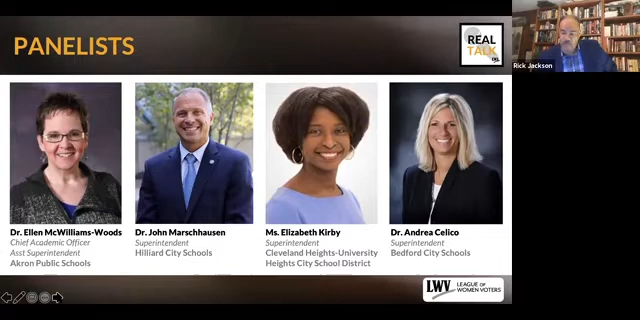 PANELISTS
REAL
TALK
Rick Jackson
Dr. Ellen McWilliams-Woods
Chief Academic Officer
Asst Superintendent
Akron Public Schools
Dr. John Marschhausen
Superintendent
Hilliard City Schools
Ms. Elizabeth Kirby
Superintendent
Cleveland Heights-University
Heights City School District
Dr. Andrea Celico
Superintendent
Bedford City Schools
LWV
LEAGUE OF
WOMEN VOTERS